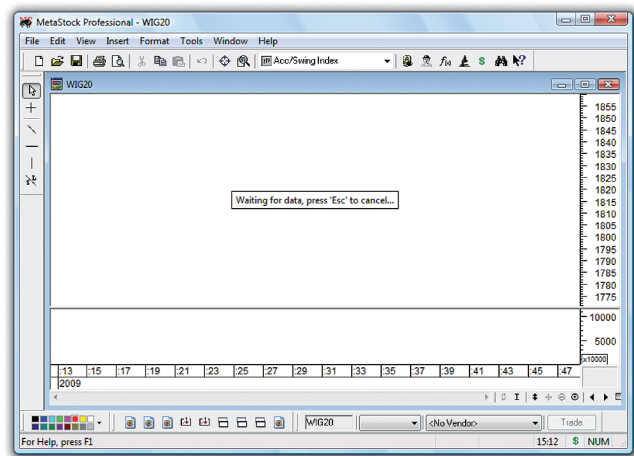 MetaStock Professional - WIG20
File Edit View Insert Format Tools Window Help
Acc/Swing Index
WIG20
1855
1850
1845
1840
1835
1830
1825
1820
1815
1810
1805
1800
1795
1790
1785
1780
1775
Waiting for data, press 'Esc' to cancel...
10000
5000
x10000
:13 :15 :17 :19 :21 :23 :25 :27 :29 :31 :33 :35 :37 :39 :41 :43 :45 :47
2009
WIG20 <No Vendor> Trade
For Help, press F1 15:12 $ NUM